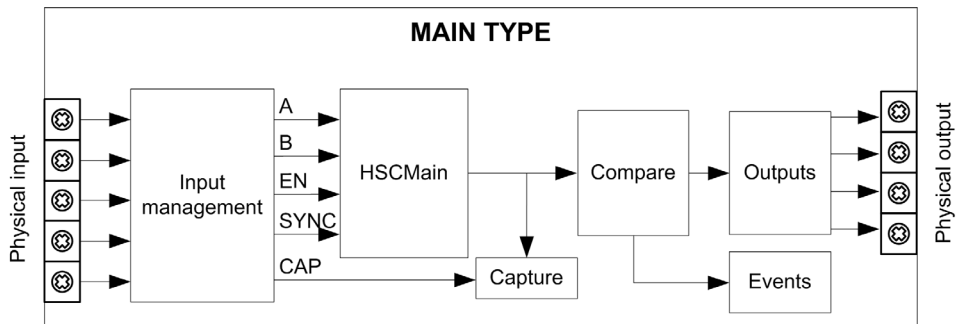 MAIN TYPE
Physical input
Input
management
A
B
EN
SYNC
CAP
HSCMain
Capture
Compare
Outputs
Events
Physical output